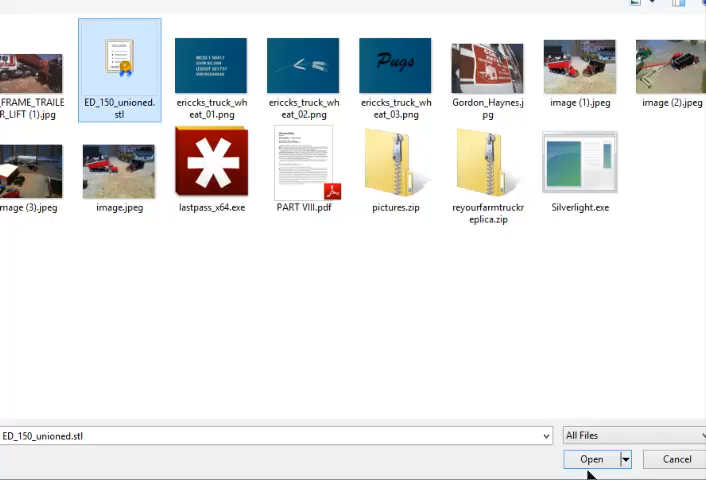 _FRAME_TRAILE
R_LIFT (1).jpg
ED_150_unioned.
stl
ericcks_truck_wh
eat_01.png
ericcks_truck_wh
eat_02.png
Pugs
ericcks_truck_wh
eat_03.png
Gordon_Haynes.j
pg
image (1).jpeg
image (2).jpeg
mage (3).jpeg
image.jpeg
lastpass_x64.exe
PART VIII.pdf
pictures.zip
reyourfarmtruckr
eplica.zip
Silverlight.exe
ED_150_unioned.stl
All Files
Open
Cancel